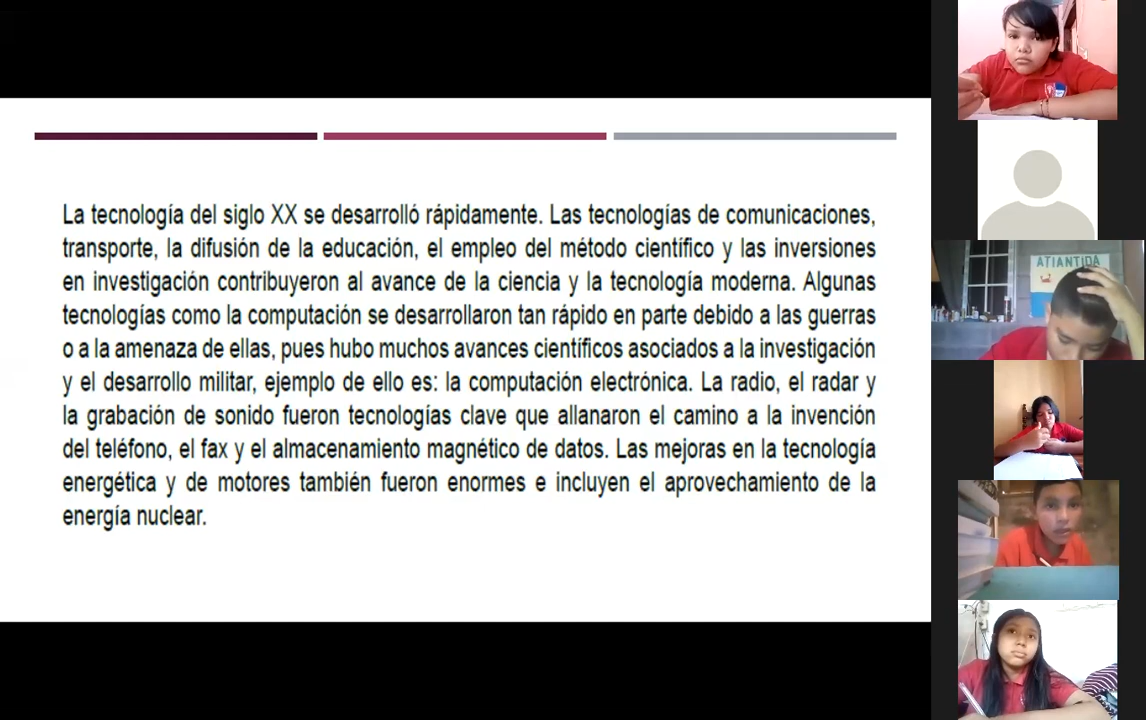 La tecnología del siglo XX se desarrolló rápidamente. Las tecnologías de comunicaciones,
transporte, la difusión de la educación, el empleo del método científico y las inversiones
en investigación contribuyeron al avance de la ciencia y la tecnología moderna. Algunas
tecnologías como la computación se desarrollaron tan rápido en parte debido a las guerras
o a la amenaza de ellas, pues hubo muchos avances científicos asociados a la investigación
y el desarrollo militar, ejemplo de ello es: la computación electrónica. La radio, el radar y
la grabación de sonido fueron tecnologías clave que allanaron el camino a la invención
del teléfono, el fax y el almacenamiento magnético de datos. Las mejoras en la tecnología
energética y de motores también fueron enormes e incluyen el aprovechamiento de la
energía nuclear.
ATLANTIDA